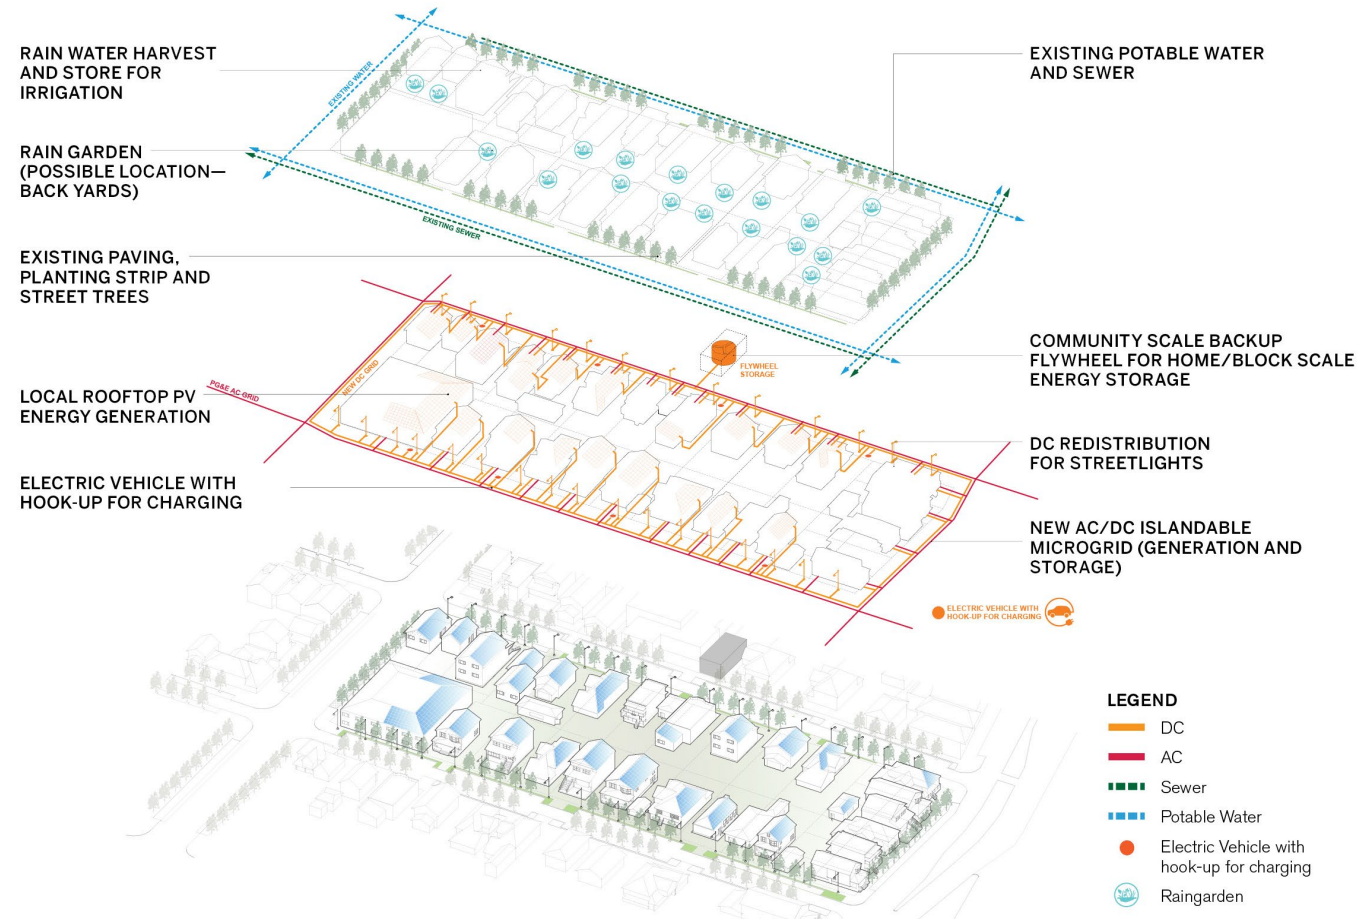 RAIN WATER HARVEST
AND STORE FOR
IRRIGATION
RAIN GARDEN
(POSSIBLE LOCATION—
BACK YARDS)
EXISTING PAVING,
PLANTING STRIP AND
STREET TREES
LOCAL ROOFTOP PV
ENERGY GENERATION
ELECTRIC VEHICLE WITH
HOOK-UP FOR CHARGING
EXISTING WATER
EXISTING SEWER
PG&E AC GRID
NEW DC GRID
FLYWHEEL
STORAGE
EXISTING POTABLE WATER
AND SEWER
COMMUNITY SCALE BACKUP
FLYWHEEL FOR HOME/BLOCK SCALE
ENERGY STORAGE
DC REDISTRIBUTION
FOR STREETLIGHTS
NEW AC/DC ISLANDABLE
MICROGRID (GENERATION AND
STORAGE)
ELECTRIC VEHICLE WITH
HOOK-UP FOR CHARGING
LEGEND
DC
AC
Sewer
Potable Water
Electric Vehicle with
hook-up for charging
Raingarden